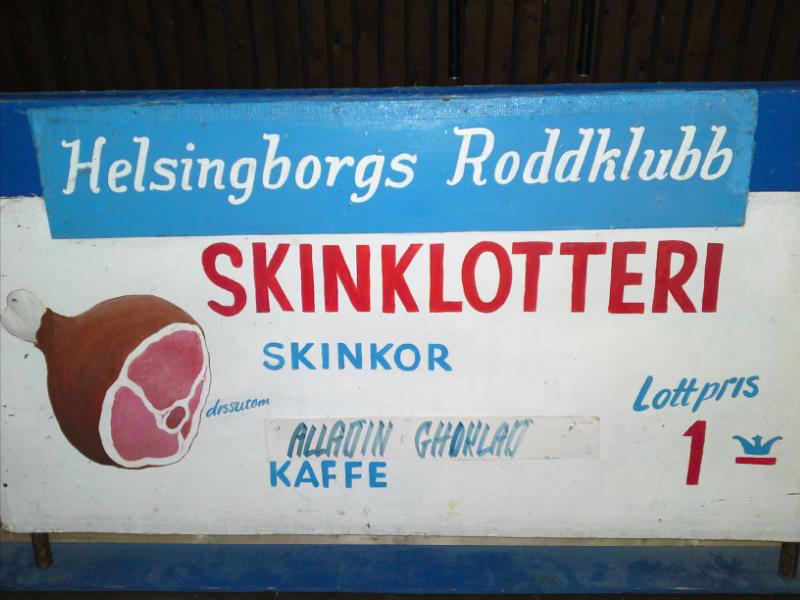 Helsingborgs Roddklubb
SKINKLOTTERI
SKINKOR
dessutom
ALLADIN CHOKLAD
KAFFE
Lottpris
1